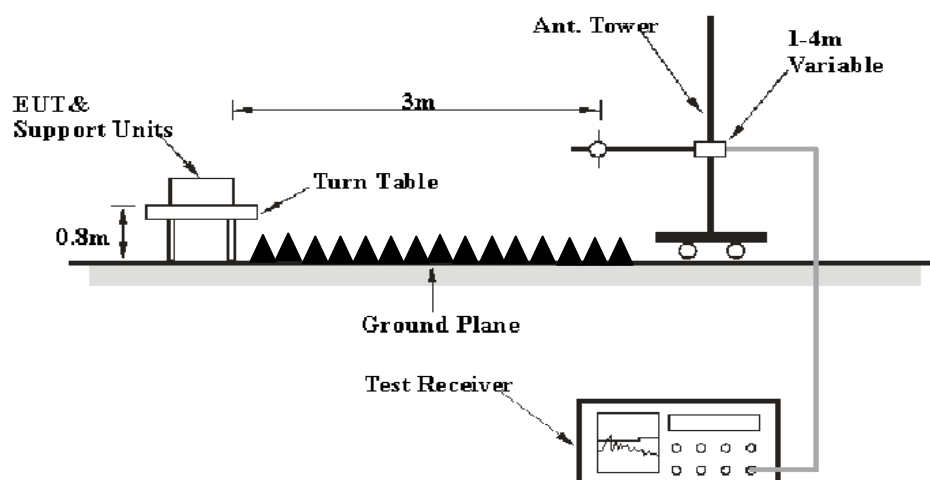 Ant. Tower
1-4m
Variable
EUT&
Support Units
3m
Turn Table
0.8m
Ground Plane
Test Receiver